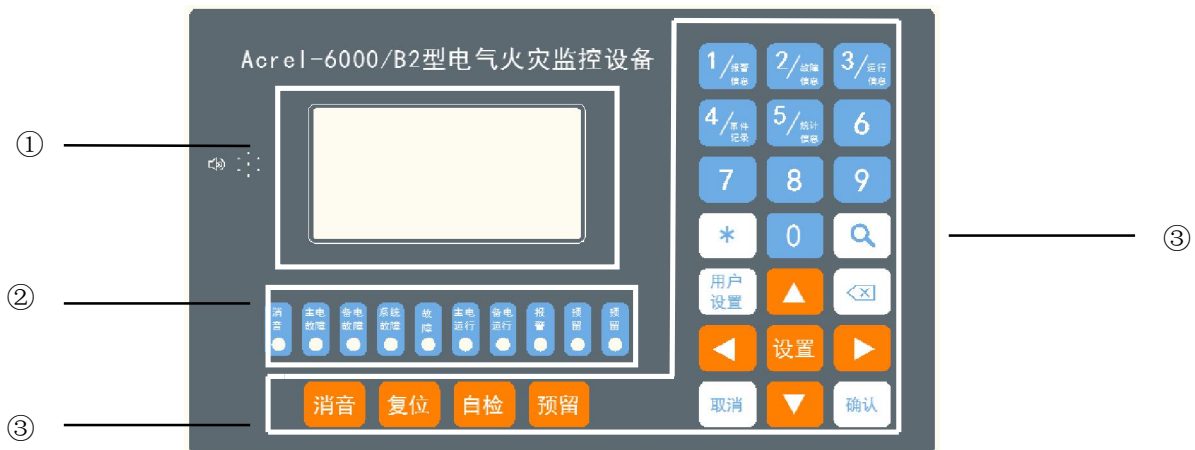 Acrel-6000/B2型电气火灾监控设备
①
②
③
③
消音
主电故障
备电故障
系统故障
故障
主电运行
备电运行
报警
预留
预留
消音
复位
自检
预留
1/报警信息
2/故障信息
3/运行信息
4/事件记录
5/统计信息
6
7
8
9
*
0
用户设置
设置
取消
确认